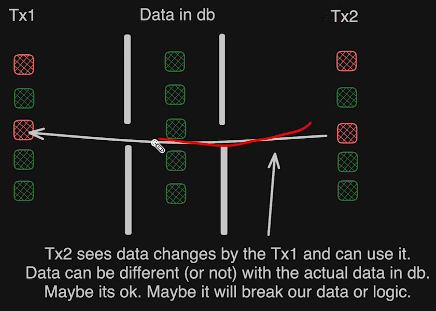 Tx1
Data in db
Tx2
Tx2 sees data changes by the Tx1 and can use it.
Data can be different (or not) with the actual data in db.
Maybe its ok. Maybe it will break our data or logic.